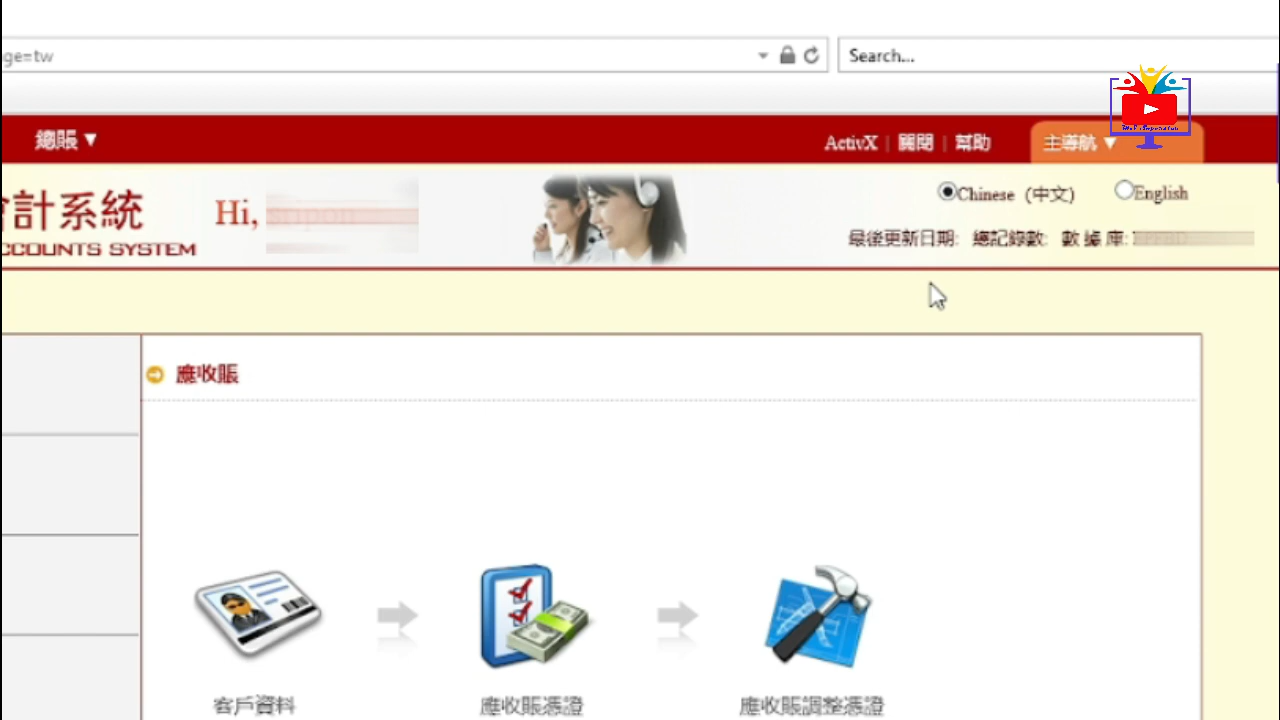 ge=tw
Search...
總賬 ▼
ActivX | 關閉 | 幫助
主導航 ▼
會計系統
CCOUNTS SYSTEM
Hi,
Chinese (中文)
English
最後更新日期: 總記錄數: 數據庫:
應收賬
客戶資料
應收賬憑證
應收賬調整憑證